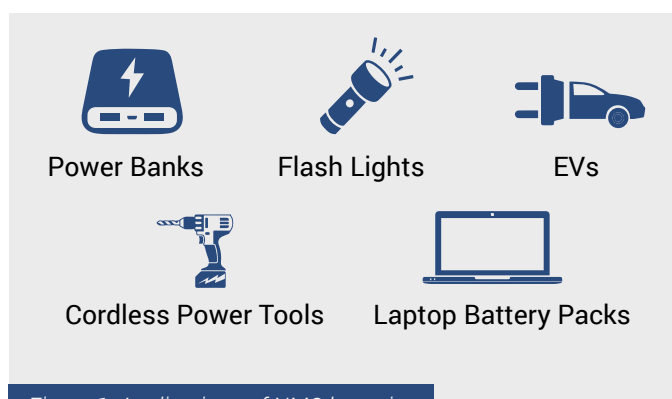 Power Banks
Flash Lights
EVs
Cordless Power Tools
Laptop Battery Packs